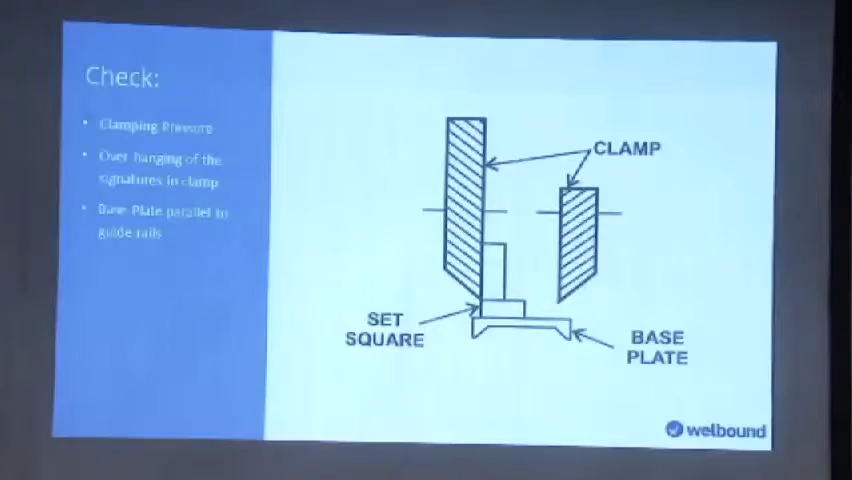 Check:
• Clamping Pressure
• Over hanging of the
signatures in clamp
• Base Plate parallel to
guide rails
CLAMP
SET
SQUARE
BASE
PLATE
welbound